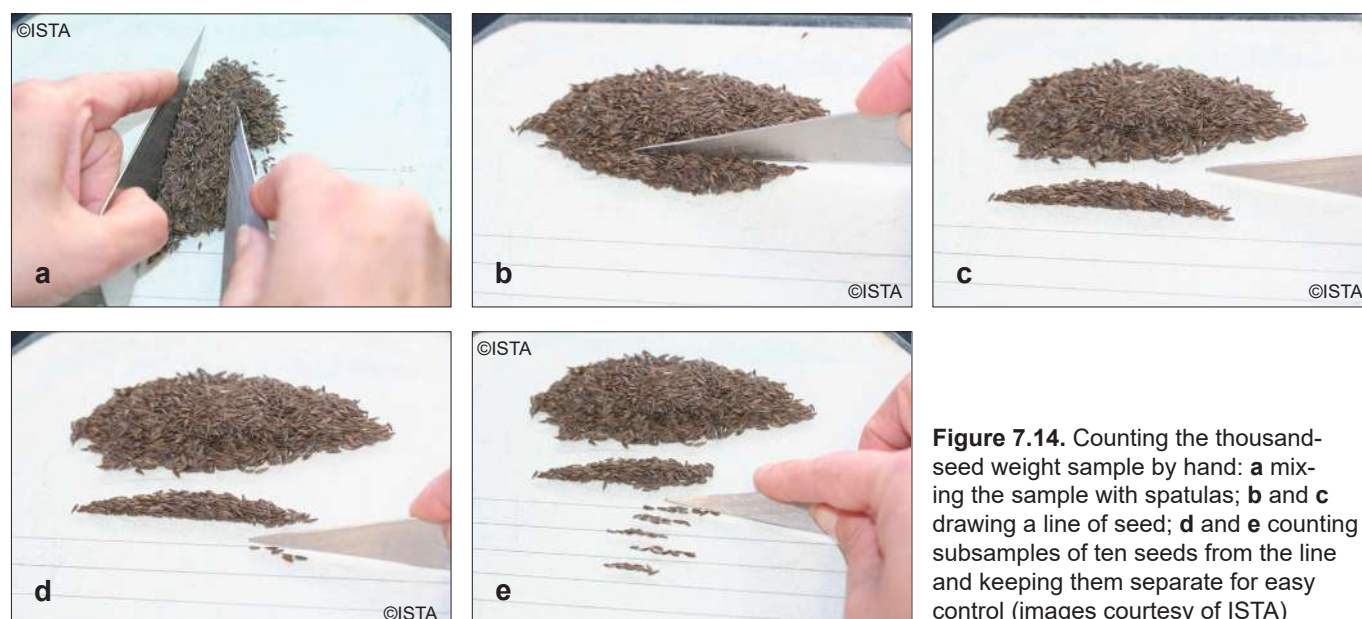 ©ISTA
a
b
©ISTA
c
©ISTA
d
©ISTA
©ISTA
e
Figure 7.14. Counting the thousand-
seed weight sample by hand: a mix-
ing the sample with spatulas; b and c
drawing a line of seed; d and e counting
subsamples of ten seeds from the line
and keeping them separate for easy
control (images courtesy of ISTA)